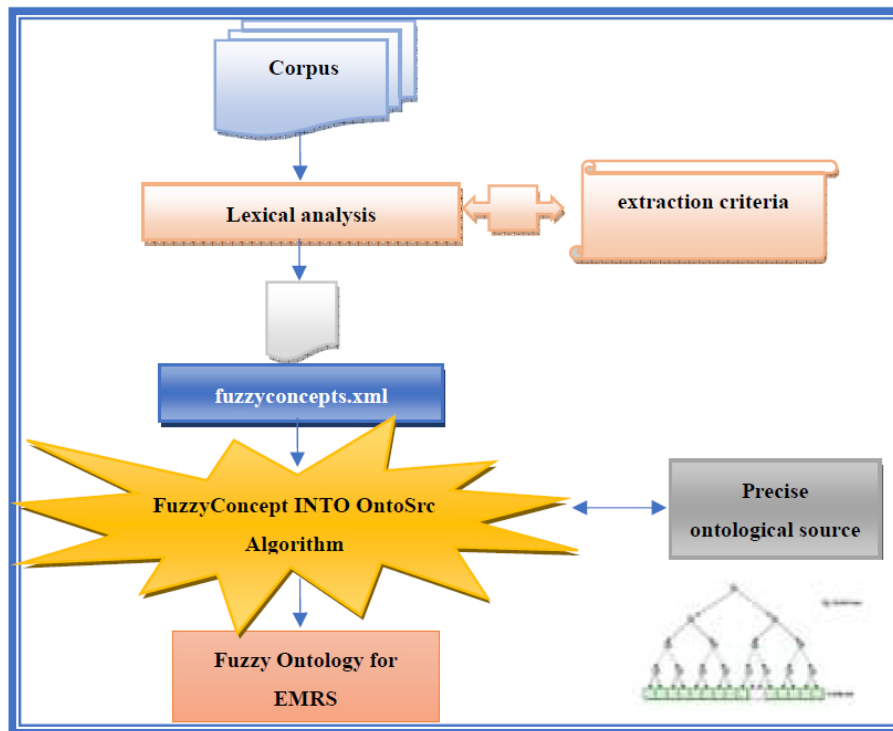 Corpus
Lexical analysis
extraction criteria
fuzzyconcepts.xml
FuzzyConcept INTO OntoSrc
Algorithm
Precise
ontological source
Fuzzy Ontology for
EMRS